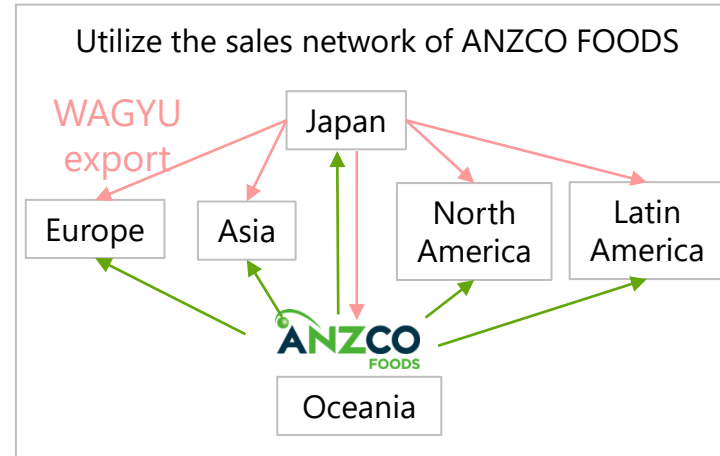 Utilize the sales network of ANZCO FOODS
WAGYU
export
Japan
Europe
Asia
North
America
Latin
America
ANZCO
FOODS
Oceania